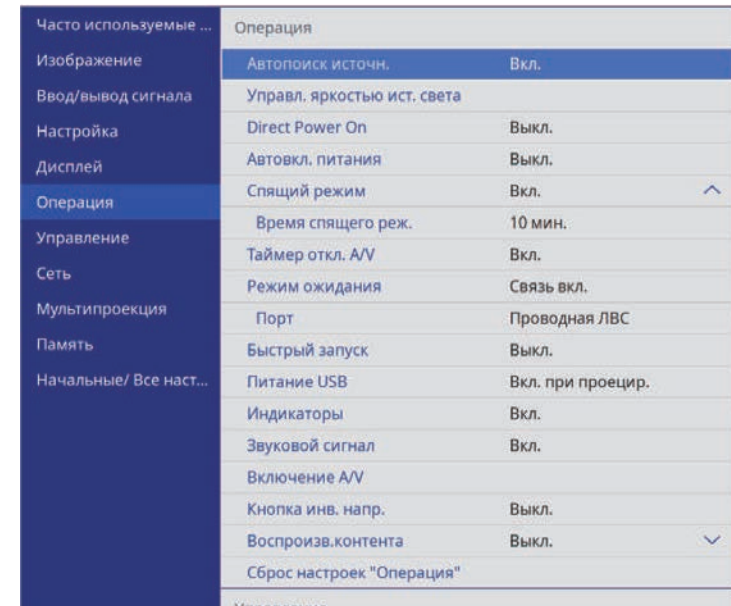 Часто используемые ...
Изображение
Ввод/вывод сигнала
Настройка
Дисплей
Операция
Управление
Сеть
Мультипроекция
Память
Начальные/ Все наст...
Операция
Автопоиск источн. Вкл.
Управл. яркостью ист. света
Direct Power On Выкл.
Автовкл. питания Выкл.
Спящий режим Вкл.
Время спящего реж. 10 мин.
Таймер откл. A/V Вкл.
Режим ожидания Связь вкл.
Порт Проводная ЛВС
Быстрый запуск Выкл.
Питание USB Вкл. при проецир.
Индикаторы Вкл.
Звуковой сигнал Вкл.
Включение A/V
Кнопка инв. напр. Выкл.
Воспроизв.контента Выкл.
Сброс настроек "Операция"